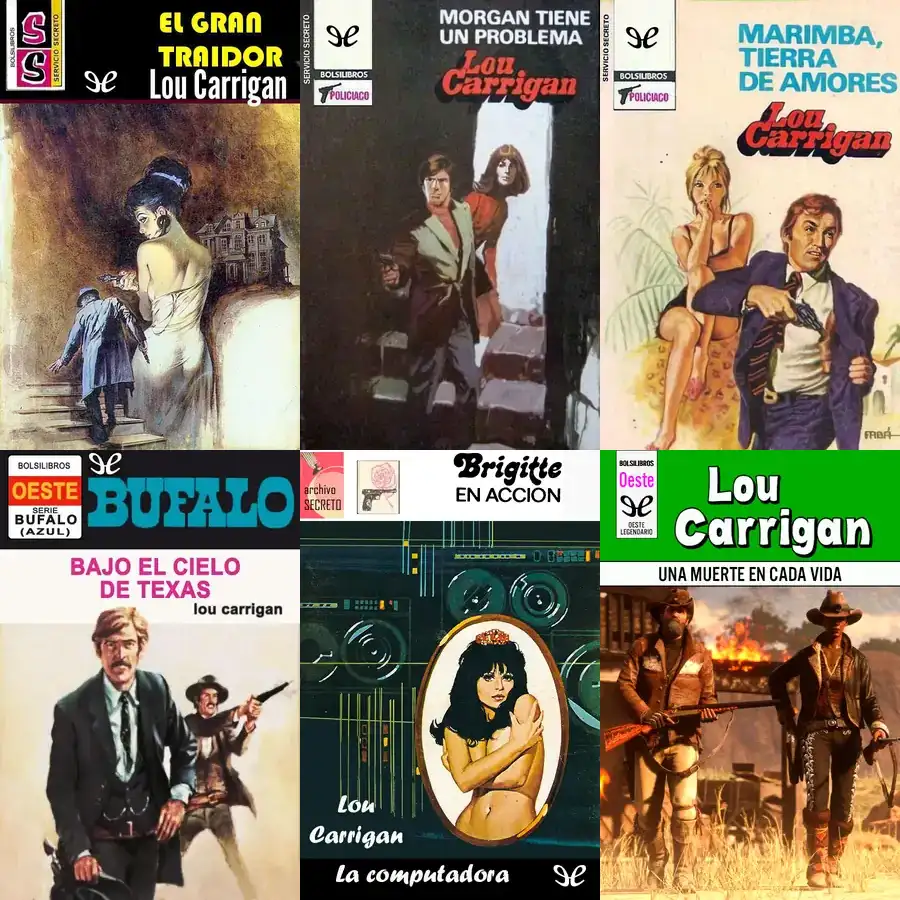 BOLSILIBROS
SS
SERVICIO SECRETO
EL GRAN
TRAIDOR
Lou Carrigan
SERVICIO SECRETO
BOLSILIBROS
POLICIACO
MORGAN TIENE
UN PROBLEMA
Lou
Carrigan
SERVICIO SECRETO
BOLSILIBROS
POLICIACO
MARIMBA,
TIERRA
DE AMORES
Lou
Carrigan
BOLSILIBROS
OESTE
SERIE
BUFALO
(AZUL)
BUFALO
BAJO EL CIELO
DE TEXAS
lou carrigan
archivo
SECRETO
Brigitte
EN ACCION
Lou
Carrigan
La computadora
BOLSILIBROS
Oeste
OESTE
LEGENDARIO
Lou
Carrigan
UNA MUERTE EN CADA VIDA